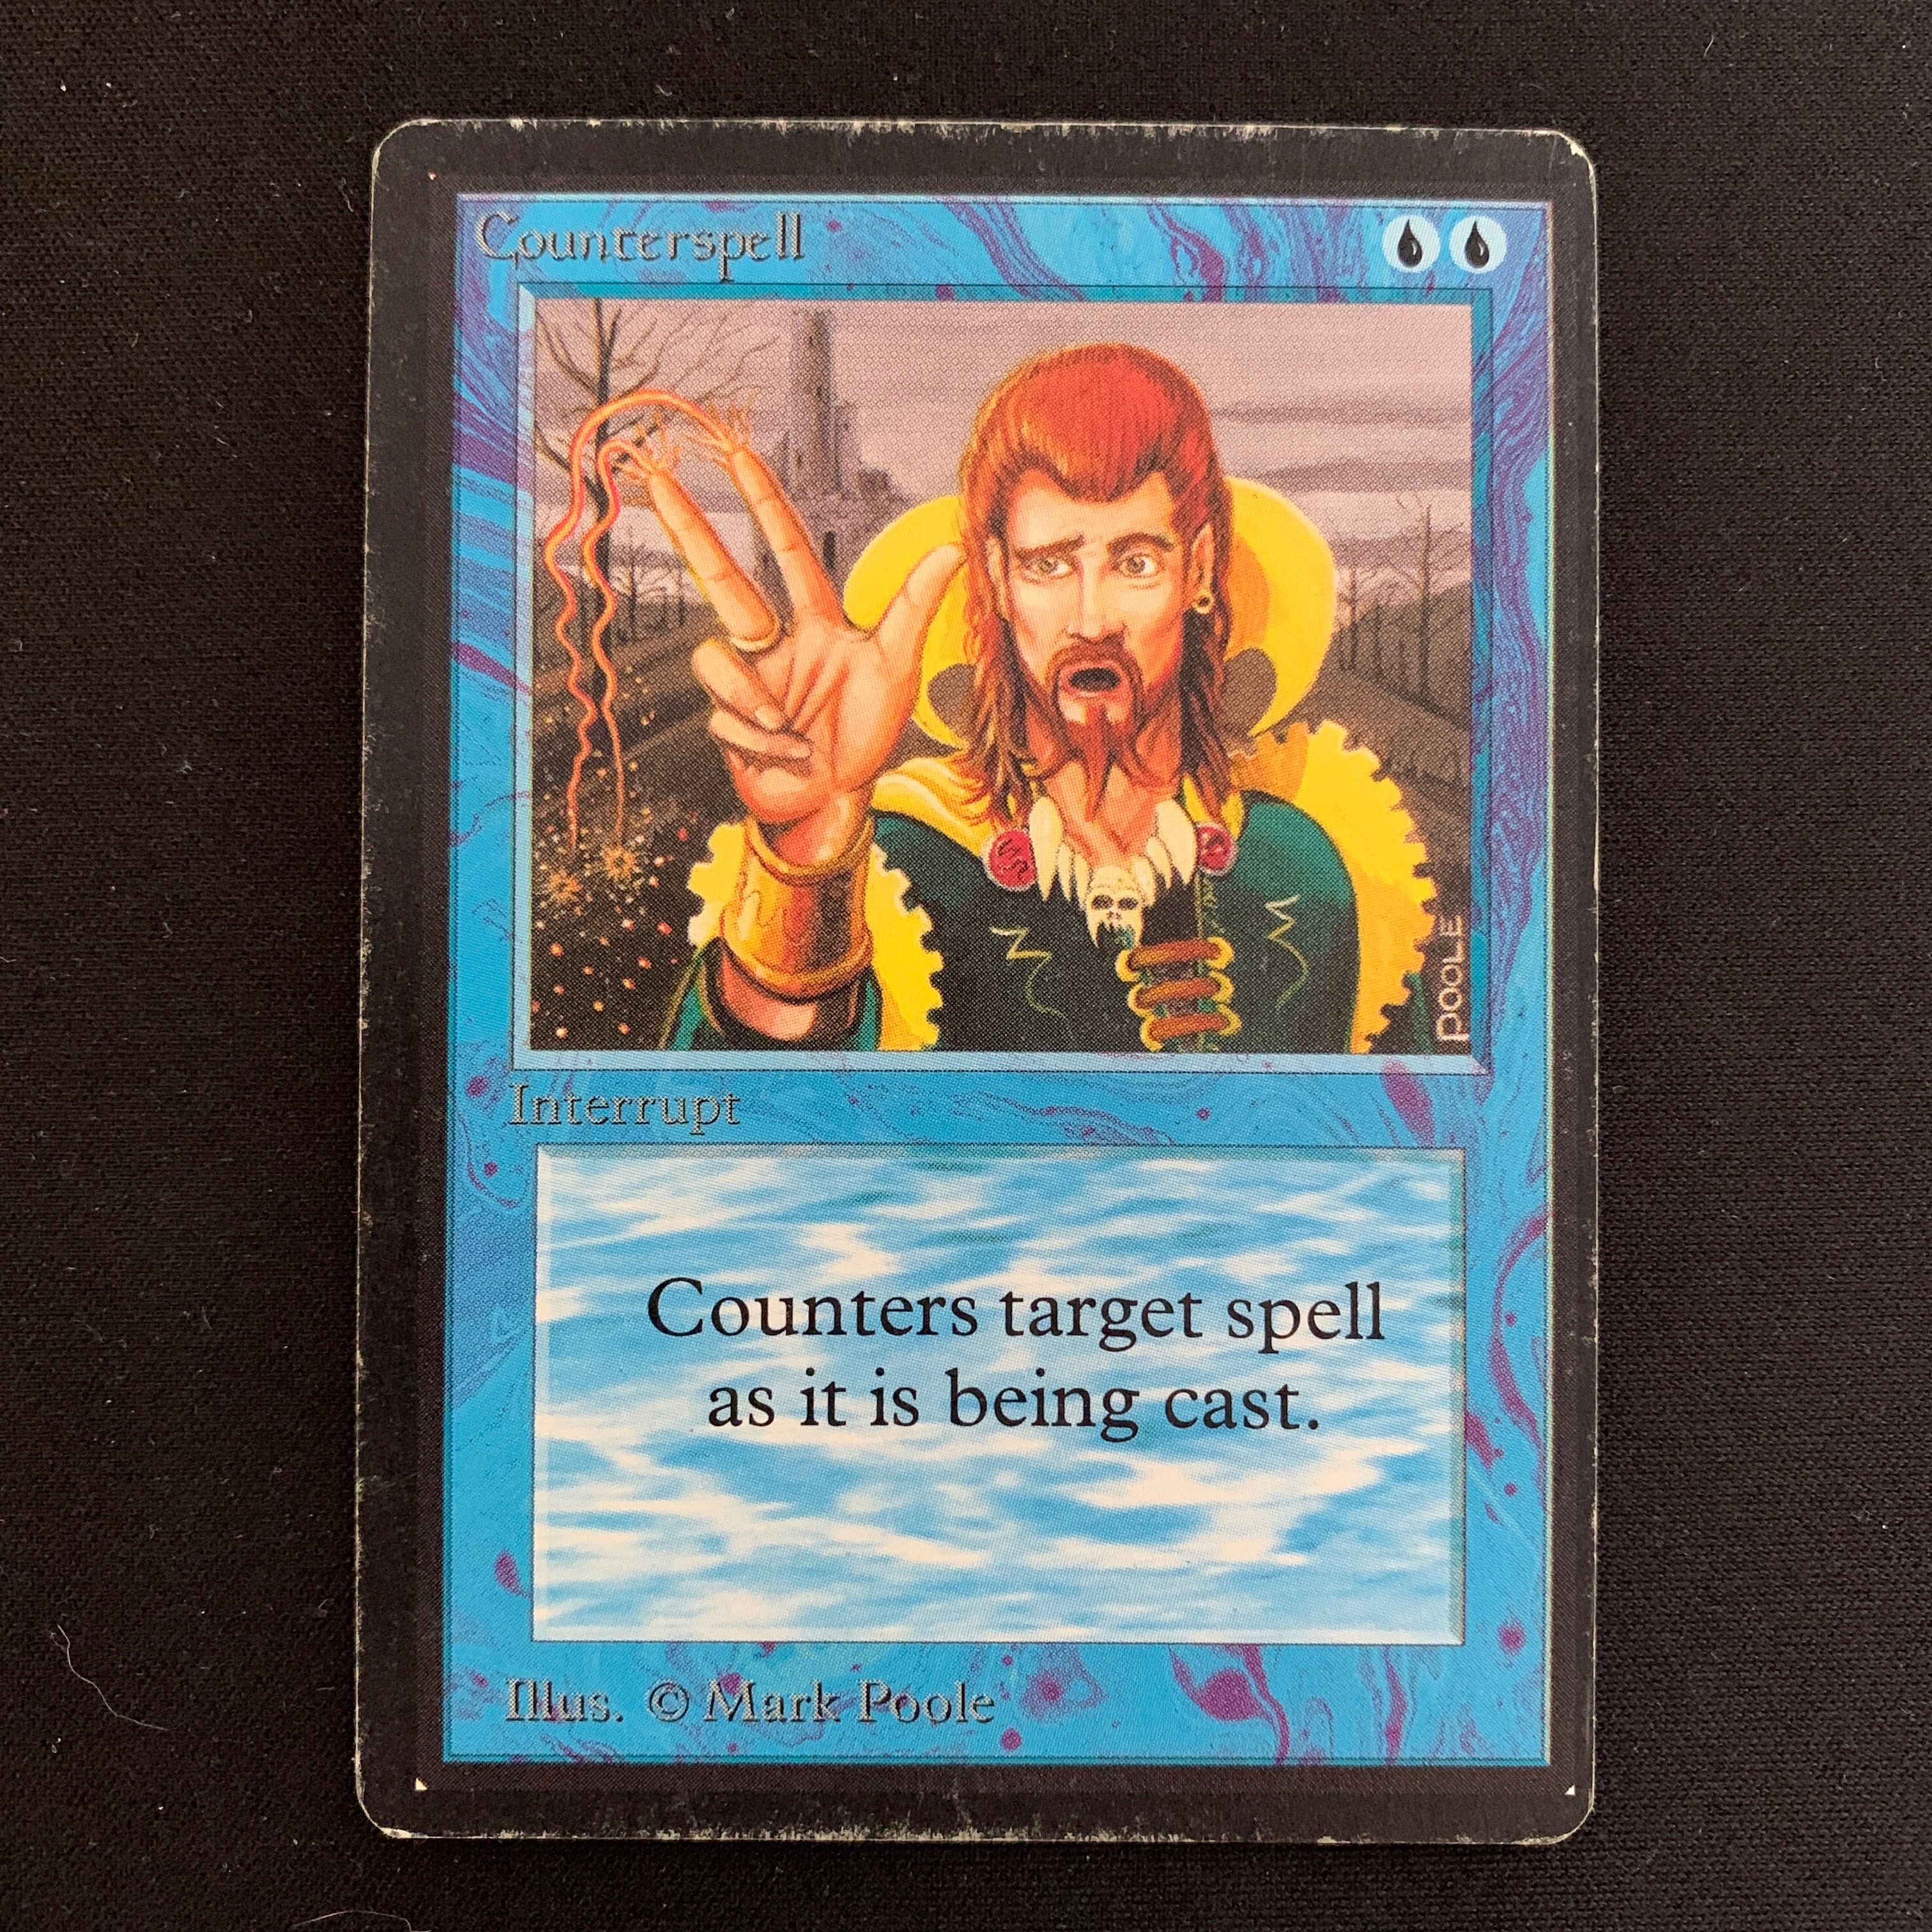 Counterspell
POOLE
Interrupt
Counters target spell
as it is being cast.
Illus. © Mark Poole